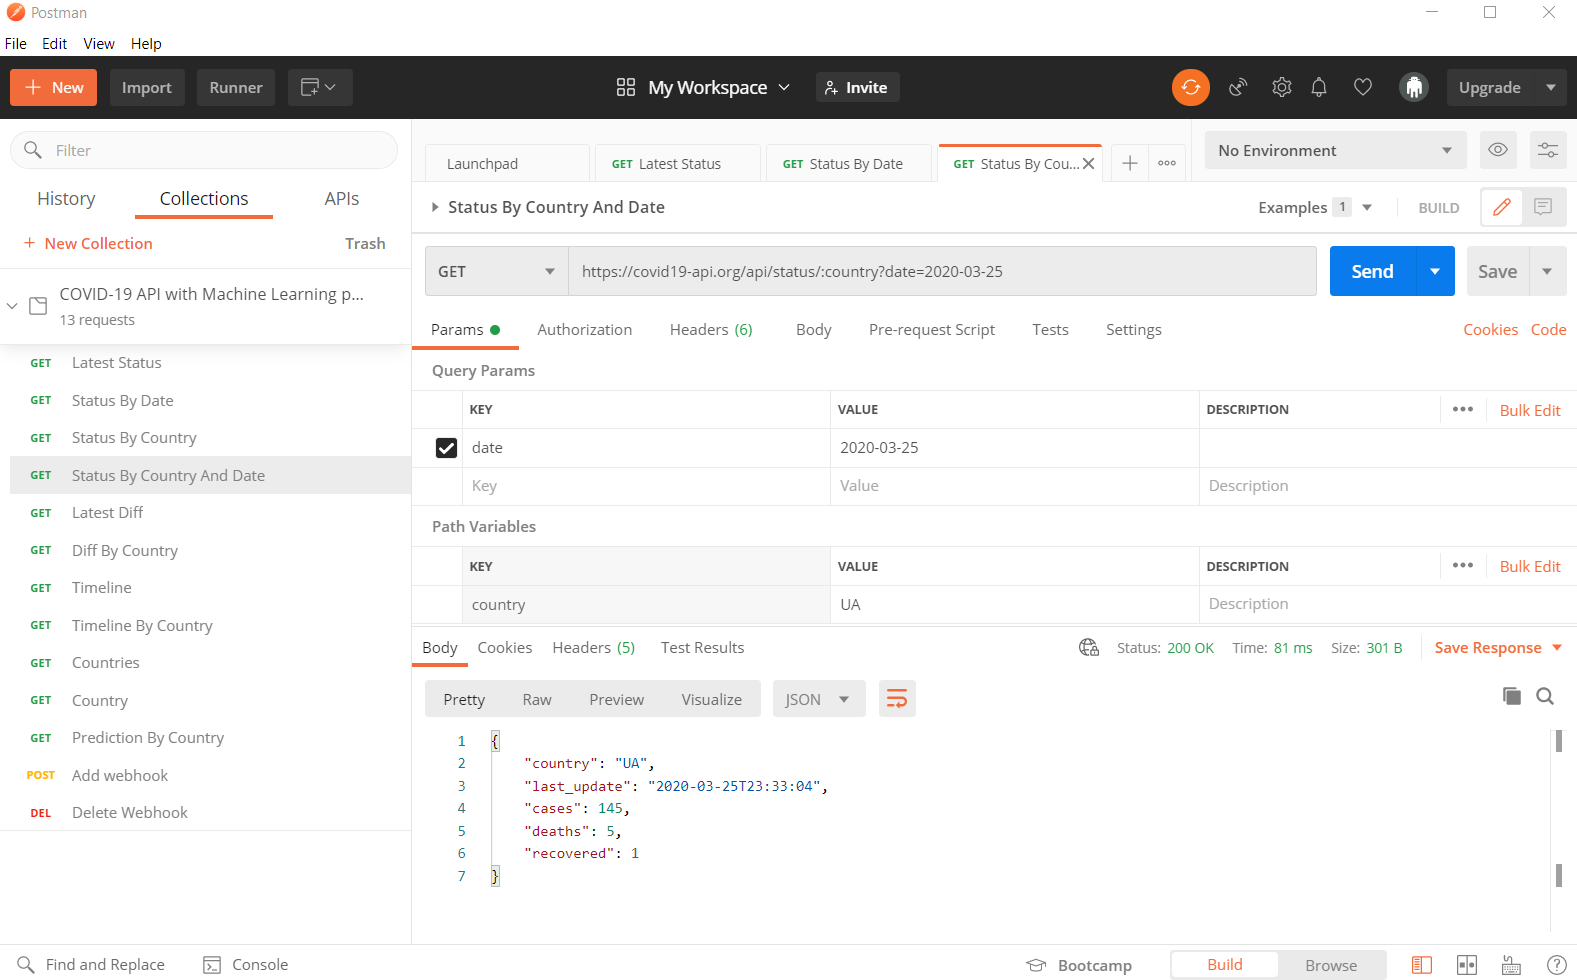 Postman
File Edit View Help
New Import Runner My Workspace Invite Upgrade
Filter
History Collections APIs
+ New Collection Trash
COVID-19 API with Machine Learning p...
13 requests
GET Latest Status
GET Status By Date
GET Status By Country
GET Status By Country And Date
GET Latest Diff
GET Diff By Country
GET Timeline
GET Timeline By Country
GET Countries
GET Country
GET Prediction By Country
POST Add webhook
DEL Delete Webhook
Launchpad GET Latest Status GET Status By Date GET Status By Cou... No Environment
Status By Country And Date Examples 1 BUILD
GET https://covid19-api.org/api/status/:country?date=2020-03-25 Send Save
Params Authorization Headers (6) Body Pre-request Script Tests Settings Cookies Code
Query Params
KEY VALUE DESCRIPTION ••• Bulk Edit
date 2020-03-25
Key Value Description
Path Variables
KEY VALUE DESCRIPTION ••• Bulk Edit
country UA Description
Body Cookies Headers (5) Test Results Status: 200 OK Time: 81 ms Size: 301 B Save Response
Pretty Raw Preview Visualize JSON
1 {
2 "country": "UA",
3 "last_update": "2020-03-25T23:33:04",
4 "cases": 145,
5 "deaths": 5,
6 "recovered": 1
7 }
Find and Replace Console Bootcamp Build Browse